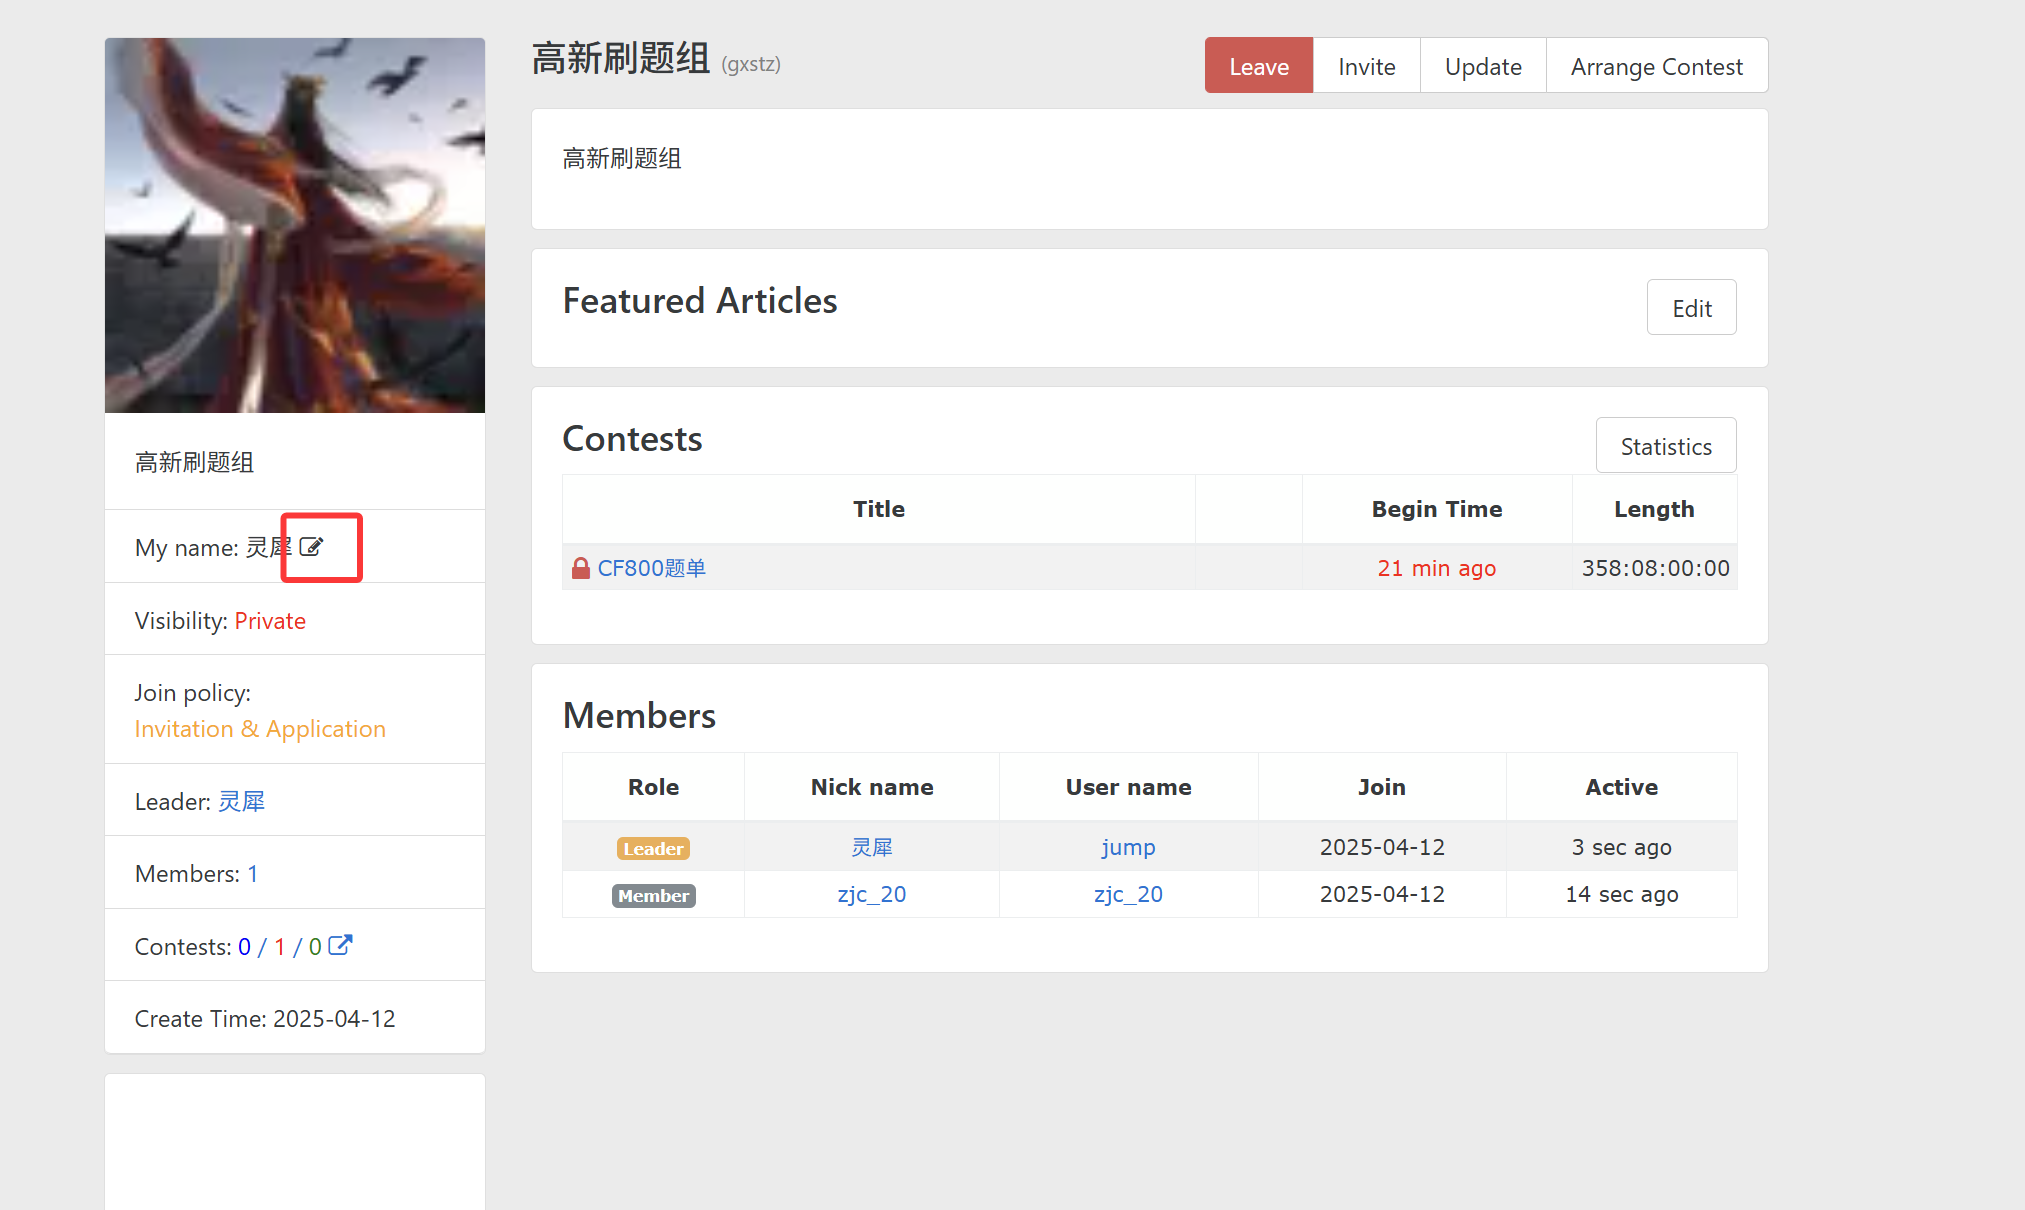 高新刷题组 (gxstz)
Leave Invite Update Arrange Contest
高新刷题组
Featured Articles
Edit
Contests
Statistics
Title Begin Time Length
CF800题单 21 min ago 358:08:00:00
Members
Role Nick name User name Join Active
Leader 灵犀 jump 2025-04-12 3 sec ago
Member zjc_20 zjc_20 2025-04-12 14 sec ago
高新刷题组
My name: 灵犀
Visibility: Private
Join policy:
Invitation & Application
Leader: 灵犀
Members: 1
Contests: 0 / 1 / 0
Create Time: 2025-04-12